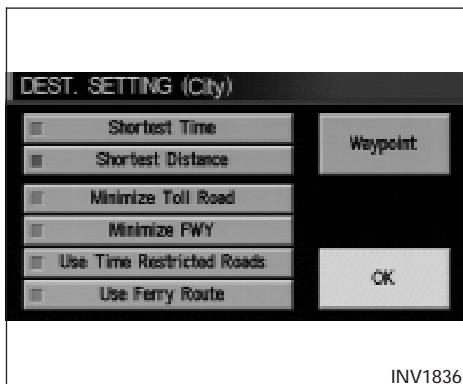 DEST. SETTING (City)
Shortest Time
Shortest Distance
Waypoint
Minimize Toll Road
Minimize FWY
Use Time Restricted Roads
Use Ferry Route
OK
INV1836